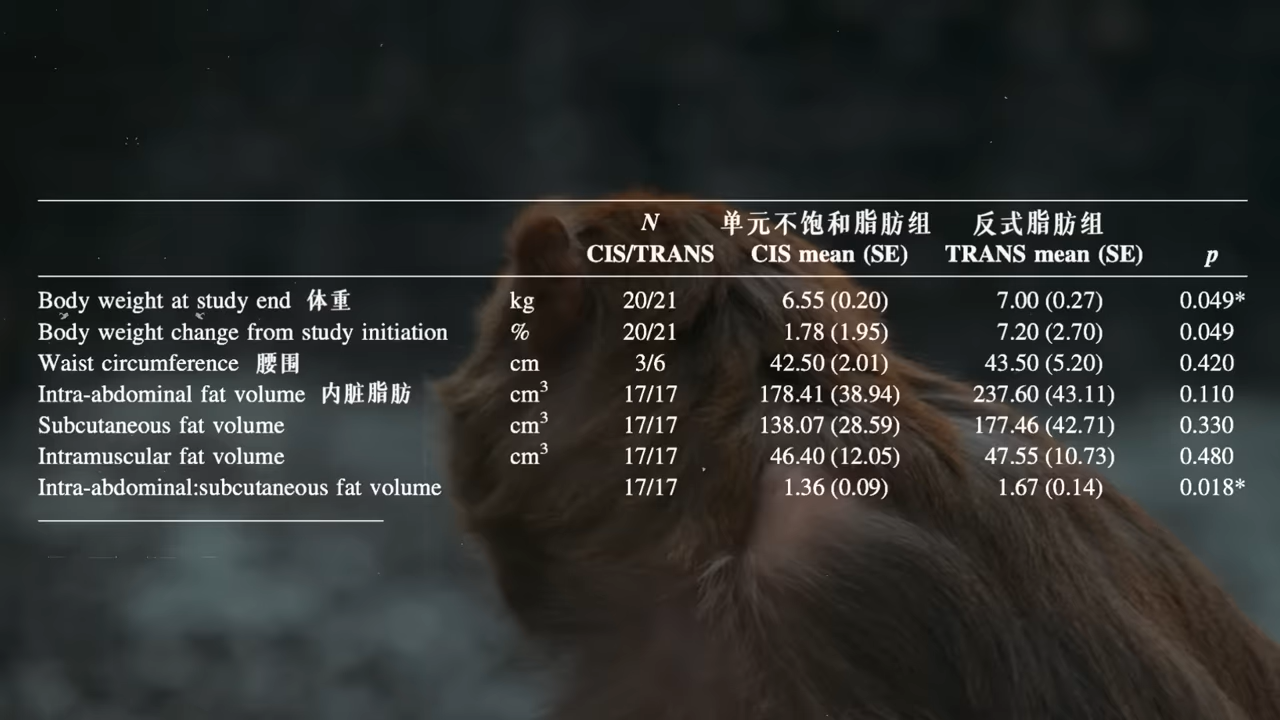 N 单元不饱和脂肪组 反式脂肪组
CIS/TRANS CIS mean (SE) TRANS mean (SE) p
Body weight at study end 体重 kg 20/21 6.55 (0.20) 7.00 (0.27) 0.049*
Body weight change from study initiation % 20/21 1.78 (1.95) 7.20 (2.70) 0.049
Waist circumference 腰围 cm 3/6 42.50 (2.01) 43.50 (5.20) 0.420
Intra-abdominal fat volume 内脏脂肪 cm³ 17/17 178.41 (38.94) 237.60 (43.11) 0.110
Subcutaneous fat volume cm³ 17/17 138.07 (28.59) 177.46 (42.71) 0.330
Intramuscular fat volume cm³ 17/17 46.40 (12.05) 47.55 (10.73) 0.480
Intra-abdominal:subcutaneous fat volume 17/17 1.36 (0.09) 1.67 (0.14) 0.018*